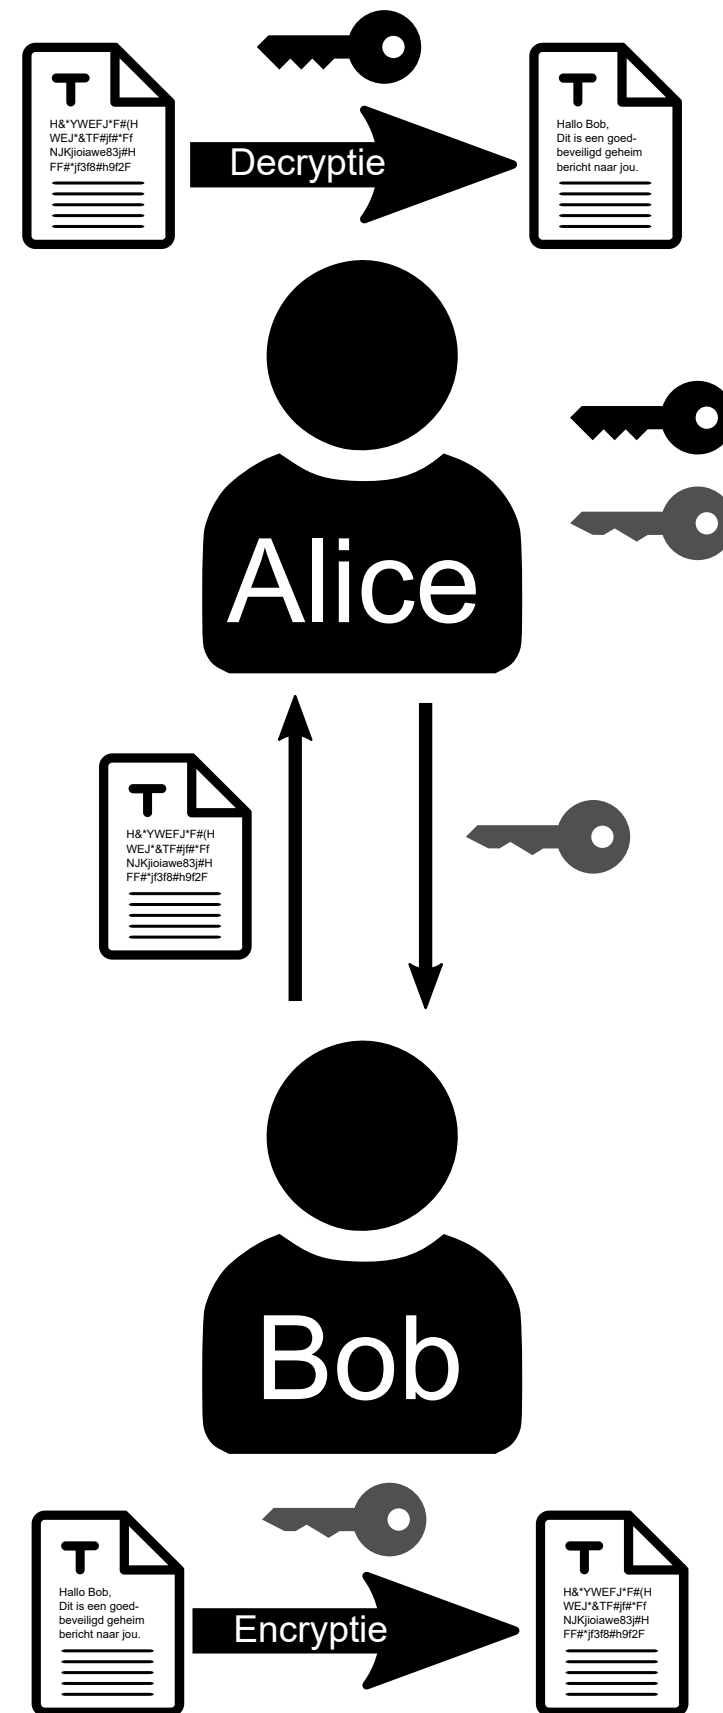 T
H&*YWEFJ*F#(H
WEJ*&TF#jf#*Ff
NJKjioiawe83j#H
FF#*jf3f8#h9f2F
Decryptie
T
Hallo Bob,
Dit is een goed-
beveiligd geheim
bericht naar jou.
Alice
T
H&*YWEFJ*F#(H
WEJ*&TF#jf#*Ff
NJKjioiawe83j#H
FF#*jf3f8#h9f2F
Bob
T
Hallo Bob,
Dit is een goed-
beveiligd geheim
bericht naar jou.
Encryptie
T
H&*YWEFJ*F#(H
WEJ*&TF#jf#*Ff
NJKjioiawe83j#H
FF#*jf3f8#h9f2F